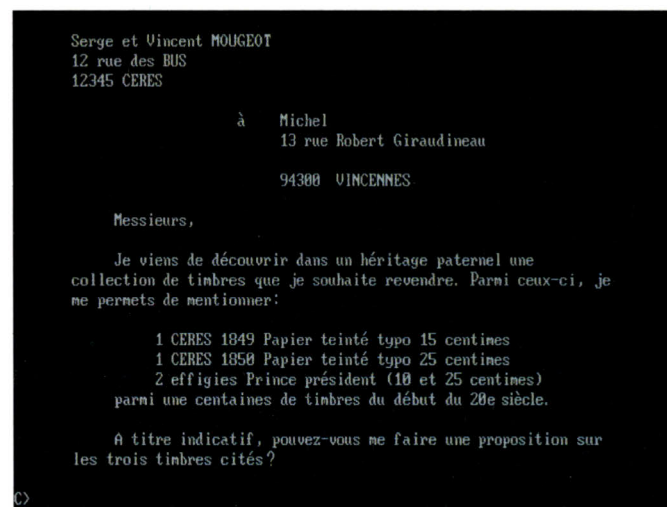 Serge et Vincent MOUGEOT
12 rue des BUS
12345 CERES
à Michel
13 rue Robert Giraudineau
94300 VINCENNES
Messieurs,
Je viens de découvrir dans un héritage paternel une
collection de timbres que je souhaite revendre. Parmi ceux-ci, je
me permets de mentionner:
1 CERES 1849 Papier teinté typo 15 centimes
1 CERES 1850 Papier teinté typo 25 centimes
2 effigies Prince président (10 et 25 centimes)
parmi une centaines de timbres du début du 20e siècle.
A titre indicatif, pouvez-vous me faire une proposition sur
les trois timbres cités?
C>